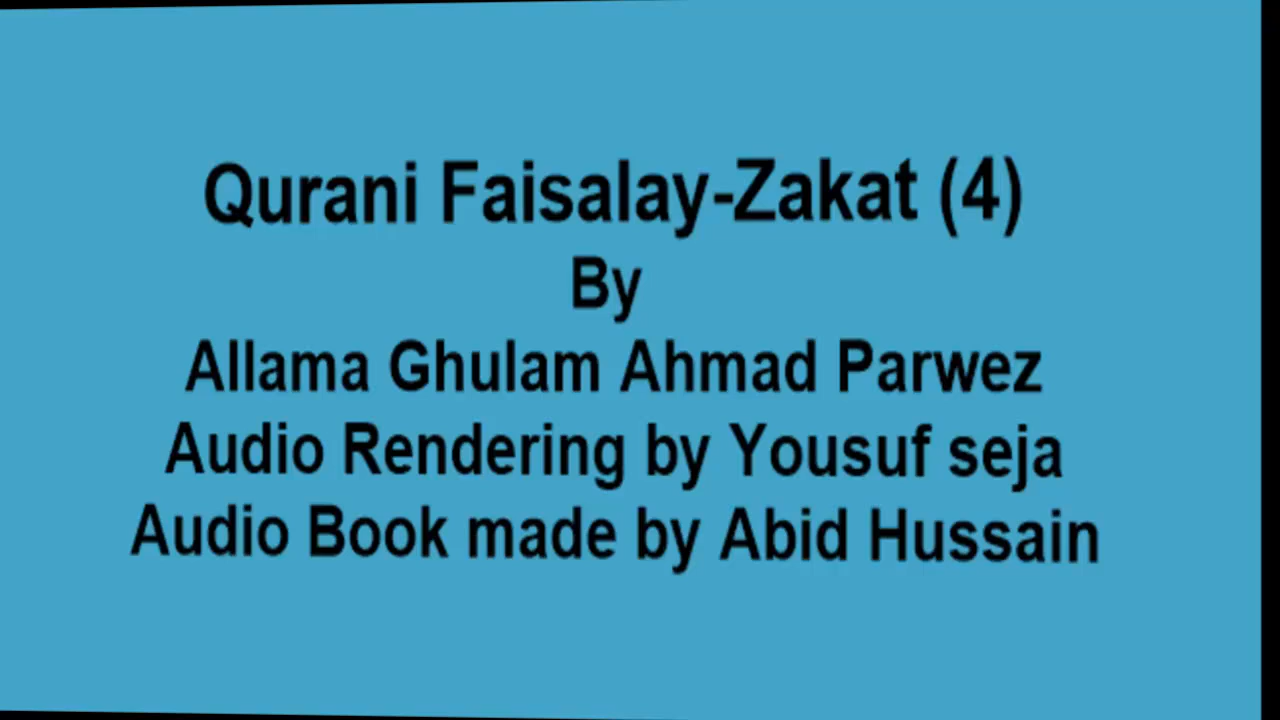 Qurani Faisalay-Zakat (4)
By
Allama Ghulam Ahmad Parwez
Audio Rendering by Yousuf seja
Audio Book made by Abid Hussain